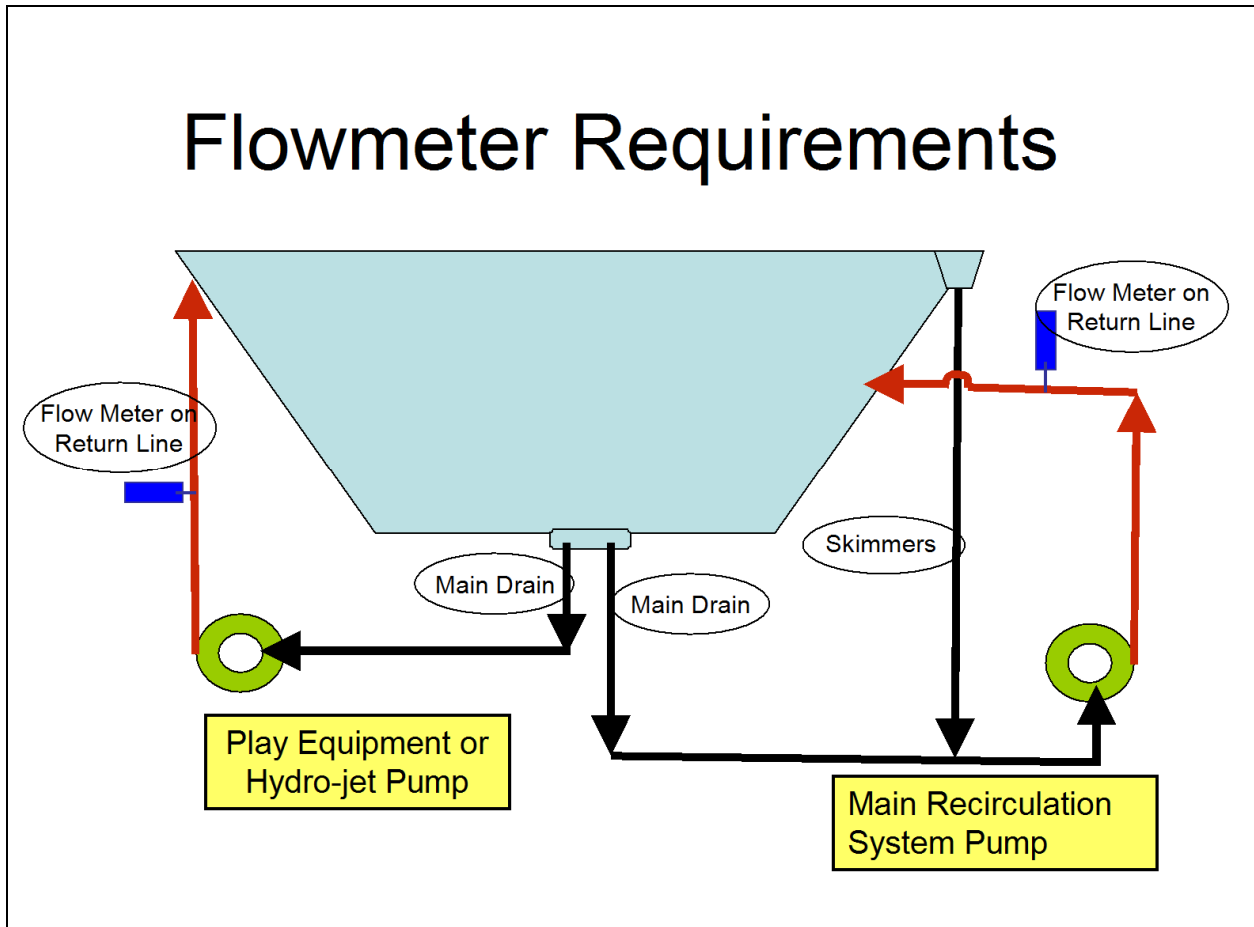 Flowmeter Requirements
Flow Meter on
Return Line
Flow Meter on
Return Line
Skimmers
Main Drain
Main Drain
Play Equipment or
Hydro-jet Pump
Main Recirculation
System Pump